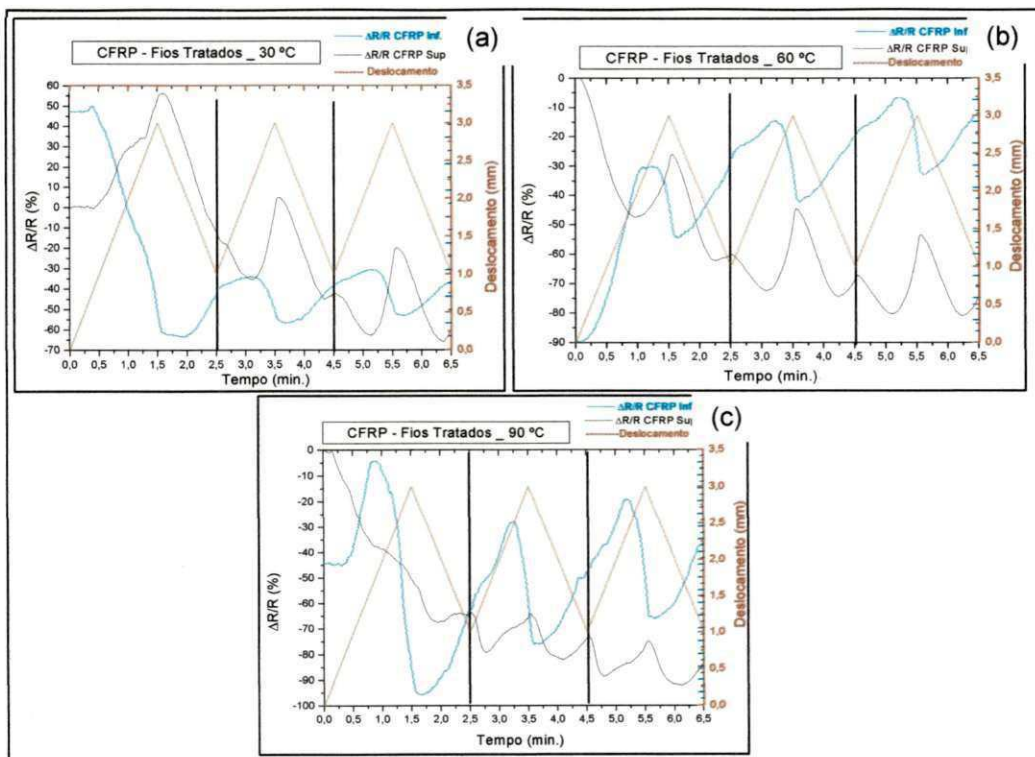 (a)
CFRP - Fios Tratados _ 30 ºC
ΔR/R CFRP Inf.
ΔR/R CFRP Sup
Deslocamento
ΔR/R (%)
60
50
40
30
20
10
0
-10
-20
-30
-40
-50
-60
-70
0,0 0,5 1,0 1,5 2,0 2,5 3,0 3,5 4,0 4,5 5,0 5,5 6,0 6,5
Tempo (min.)
3,5
3,0
2,5
2,0
1,5
1,0
0,5
0,0
Deslocamento (mm)
(b)
CFRP - Fios Tratados _ 60 ºC
ΔR/R CFRP Inf
ΔR/R CFRP Su
Deslocamento
ΔR/R (%)
0
-10
-20
-30
-40
-50
-60
-70
-80
-90
0,0 0,5 1,0 1,5 2,0 2,5 3,0 3,5 4,0 4,5 5,0 5,5 6,0 6,5
Tempo (min.)
3,5
3,0
2,5
2,0
1,5
1,0
0,5
0,0
Deslocamento (mm)
(c)
CFRP - Fios Tratados _ 90 ºC
ΔR/R CFRP Inf
ΔR/R CFRP Su
Deslocamento
ΔR/R (%)
0
-10
-20
-30
-40
-50
-60
-70
-80
-90
-100
0,0 0,5 1,0 1,5 2,0 2,5 3,0 3,5 4,0 4,5 5,0 5,5 6,0 6,5
Tempo (min.)
3,5
3,0
2,5
2,0
1,5
1,0
0,5
0,0
Deslocamento (mm)